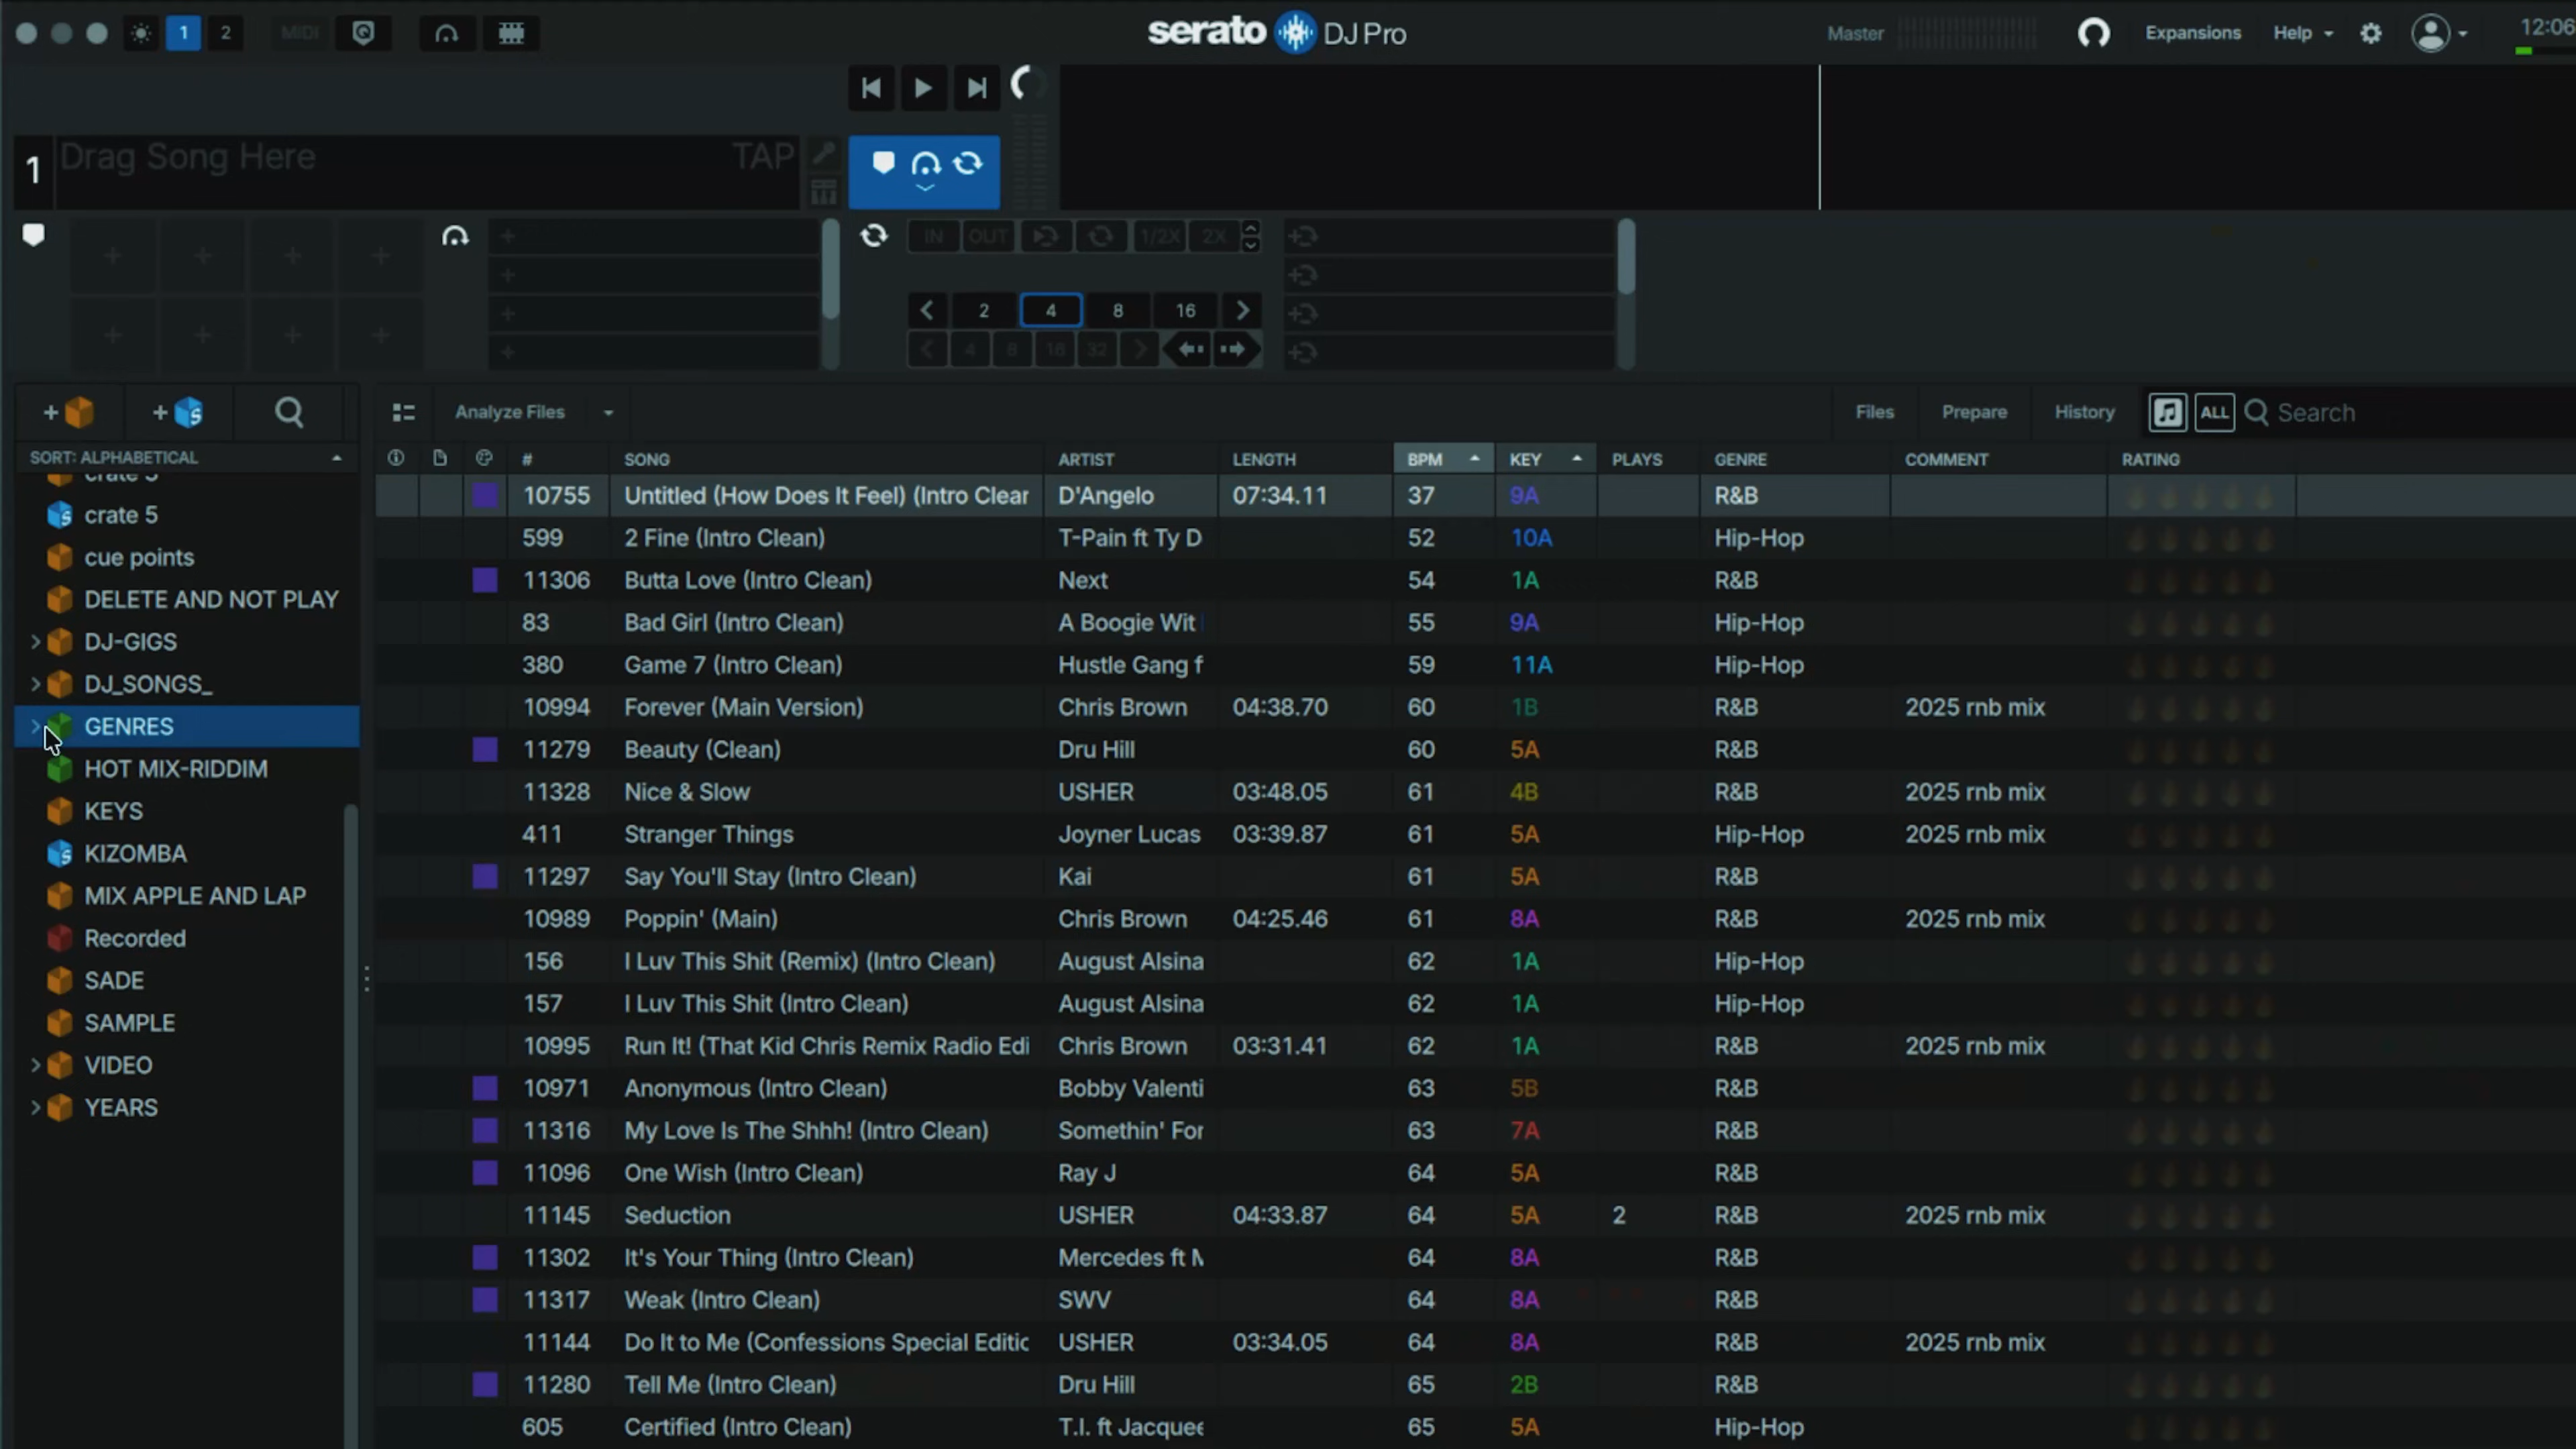 1 2 MIDI serato DJ Pro Master Expansions Help 12:06
1 Drag Song Here TAP
IN OUT 1/2X 2X
2 4 8 16
4 8 16 32
Analyze Files Files Prepare History ALL Search
SORT: ALPHABETICAL
# SONG ARTIST LENGTH BPM KEY PLAYS GENRE COMMENT RATING
crate 5
crate 5
cue points
DELETE AND NOT PLAY
DJ-GIGS
DJ_SONGS_
GENRES
HOT MIX-RIDDIM
KEYS
KIZOMBA
MIX APPLE AND LAP
Recorded
SADE
SAMPLE
VIDEO
YEARS
10755 Untitled (How Does It Feel) (Intro Clear D'Angelo 07:34.11 37 9A R&B
599 2 Fine (Intro Clean) T-Pain ft Ty D 52 10A Hip-Hop
11306 Butta Love (Intro Clean) Next 54 1A R&B
83 Bad Girl (Intro Clean) A Boogie Wit 55 9A Hip-Hop
380 Game 7 (Intro Clean) Hustle Gang f 59 11A Hip-Hop
10994 Forever (Main Version) Chris Brown 04:38.70 60 1B R&B 2025 rnb mix
11279 Beauty (Clean) Dru Hill 60 5A R&B
11328 Nice & Slow USHER 03:48.05 61 4B R&B 2025 rnb mix
411 Stranger Things Joyner Lucas 03:39.87 61 5A Hip-Hop 2025 rnb mix
11297 Say You'll Stay (Intro Clean) Kai 61 5A R&B
10989 Poppin' (Main) Chris Brown 04:25.46 61 8A R&B 2025 rnb mix
156 I Luv This Shit (Remix) (Intro Clean) August Alsina 62 1A Hip-Hop
157 I Luv This Shit (Intro Clean) August Alsina 62 1A Hip-Hop
10995 Run It! (That Kid Chris Remix Radio Edi Chris Brown 03:31.41 62 1A R&B 2025 rnb mix
10971 Anonymous (Intro Clean) Bobby Valenti 63 5B R&B
11316 My Love Is The Shhh! (Intro Clean) Somethin' For 63 7A R&B
11096 One Wish (Intro Clean) Ray J 64 5A R&B
11145 Seduction USHER 04:33.87 64 5A 2 R&B 2025 rnb mix
11302 It's Your Thing (Intro Clean) Mercedes ft M 64 8A R&B
11317 Weak (Intro Clean) SWV 64 8A R&B
11144 Do It to Me (Confessions Special Editic USHER 03:34.05 64 8A R&B 2025 rnb mix
11280 Tell Me (Intro Clean) Dru Hill 65 2B R&B
605 Certified (Intro Clean) T.I. ft Jacquee 65 5A Hip-Hop